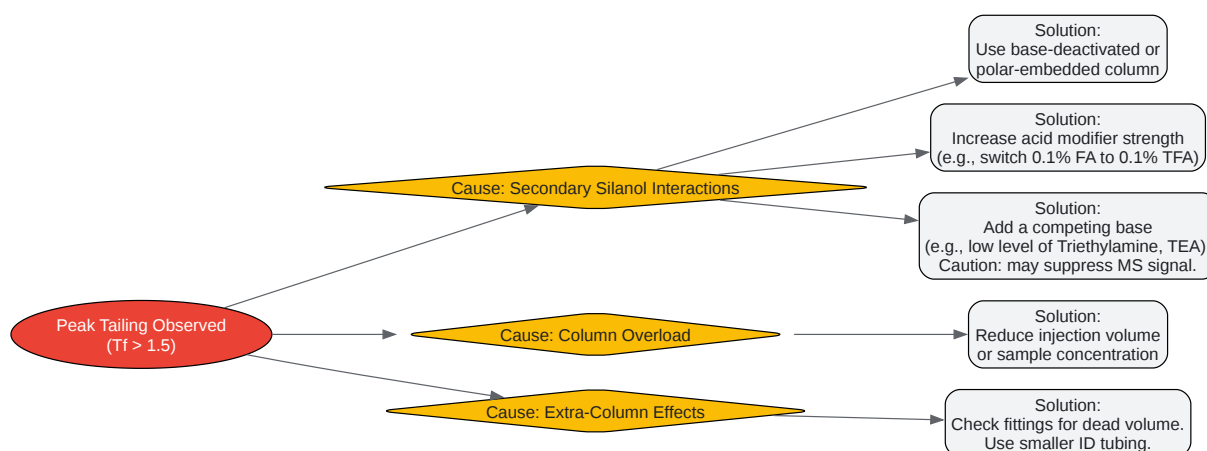 Peak Tailing Observed
(Tf > 1.5)
Cause: Secondary Silanol Interactions
Solution:
Use base-deactivated or
polar-embedded column
Solution:
Increase acid modifier strength
(e.g., switch 0.1% FA to 0.1% TFA)
Solution:
Add a competing base
(e.g., low level of Triethylamine, TEA)
Caution: may suppress MS signal.
Cause: Column Overload
Solution:
Reduce injection volume
or sample concentration
Cause: Extra-Column Effects
Solution:
Check fittings for dead volume.
Use smaller ID tubing.